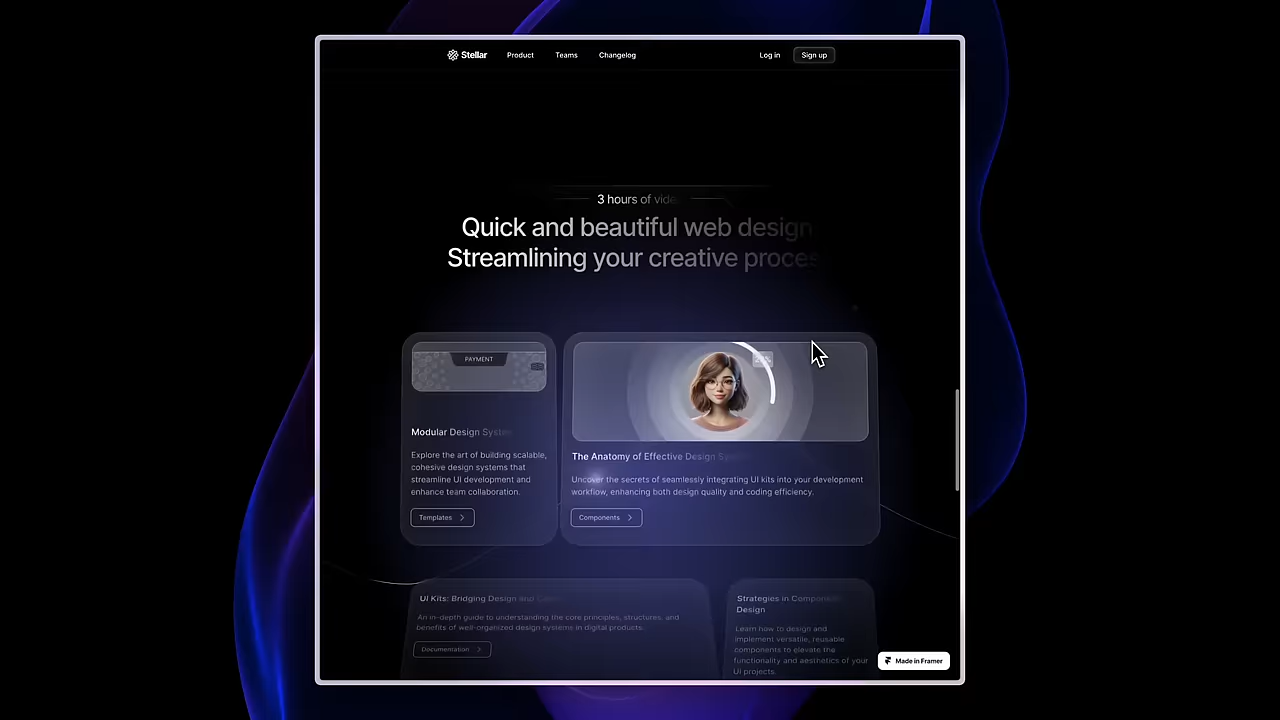 Stellar
Product
Teams
Changelog
Log in
Sign up
3 hours of vide
Quick and beautiful web design
Streamlining your creative proces
PAYMENT
Modular Design System
Explore the art of building scalable,
cohesive design systems that
streamline UI development and
enhance team collaboration.
Templates
The Anatomy of Effective Design
Uncover the secrets of seamlessly integrating UI kits into your development
workflow, enhancing both design quality and coding efficiency.
Components
UI Kits: Bridging Design and
An in-depth guide to understanding the core principles, structures, and
benefits of well-organized design systems in digital products.
Documentation
Strategies in Component
Design
Learn how to design and
implement versatile, reusable
components to elevate the
functionality and aesthetics of your
UI projects.
Made in Framer